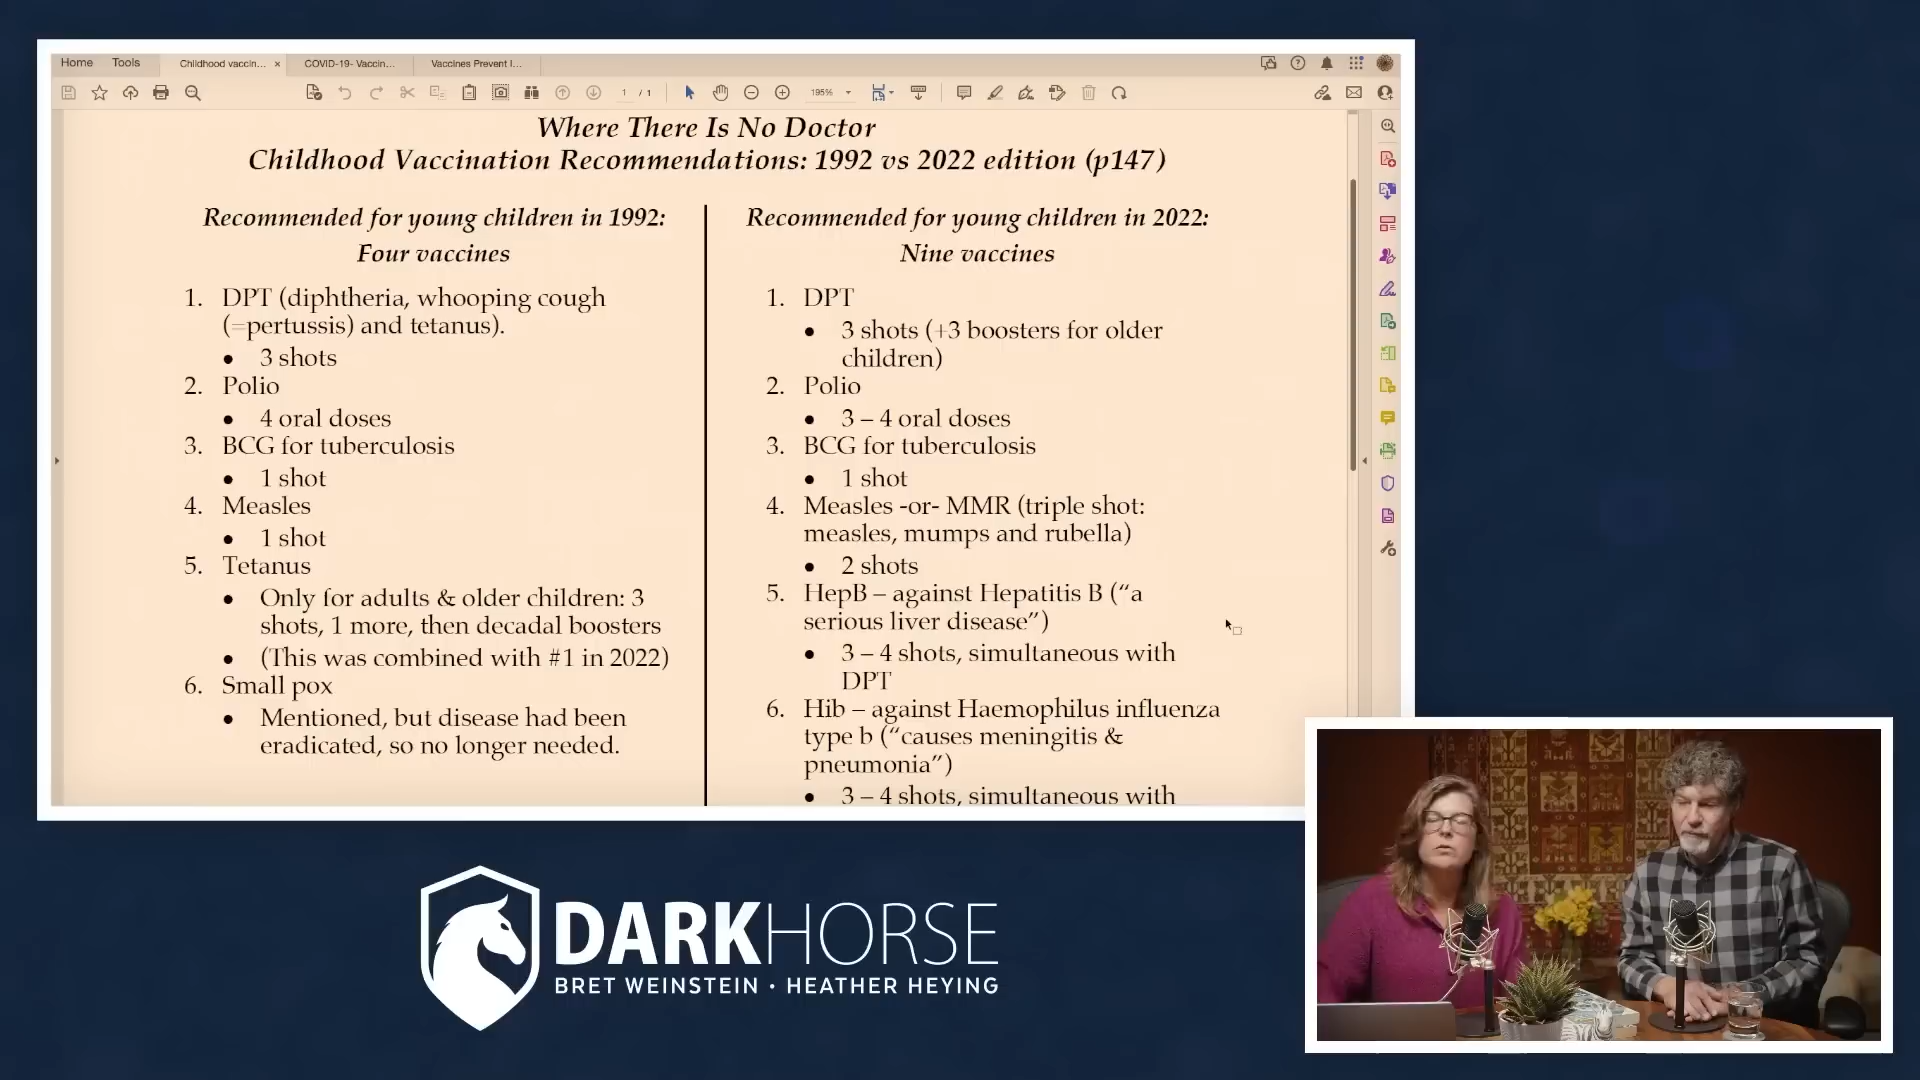 Home Tools Childhood vaccin... × COVID-19- Vaccin... Vaccines Prevent I...
1 / 1 195%
Where There Is No Doctor
Childhood Vaccination Recommendations: 1992 vs 2022 edition (p147)
Recommended for young children in 1992:
Four vaccines
1. DPT (diphtheria, whooping cough
(=pertussis) and tetanus).
• 3 shots
2. Polio
• 4 oral doses
3. BCG for tuberculosis
• 1 shot
4. Measles
• 1 shot
5. Tetanus
• Only for adults & older children: 3
shots, 1 more, then decadal boosters
• (This was combined with #1 in 2022)
6. Small pox
• Mentioned, but disease had been
eradicated, so no longer needed.
Recommended for young children in 2022:
Nine vaccines
1. DPT
• 3 shots (+3 boosters for older
children)
2. Polio
• 3 – 4 oral doses
3. BCG for tuberculosis
• 1 shot
4. Measles -or- MMR (triple shot:
measles, mumps and rubella)
• 2 shots
5. HepB – against Hepatitis B (“a
serious liver disease”)
• 3 – 4 shots, simultaneous with
DPT
6. Hib – against Haemophilus influenza
type b (“causes meningitis &
pneumonia”)
• 3 – 4 shots, simultaneous with
DARKHORSE
BRET WEINSTEIN · HEATHER HEYING